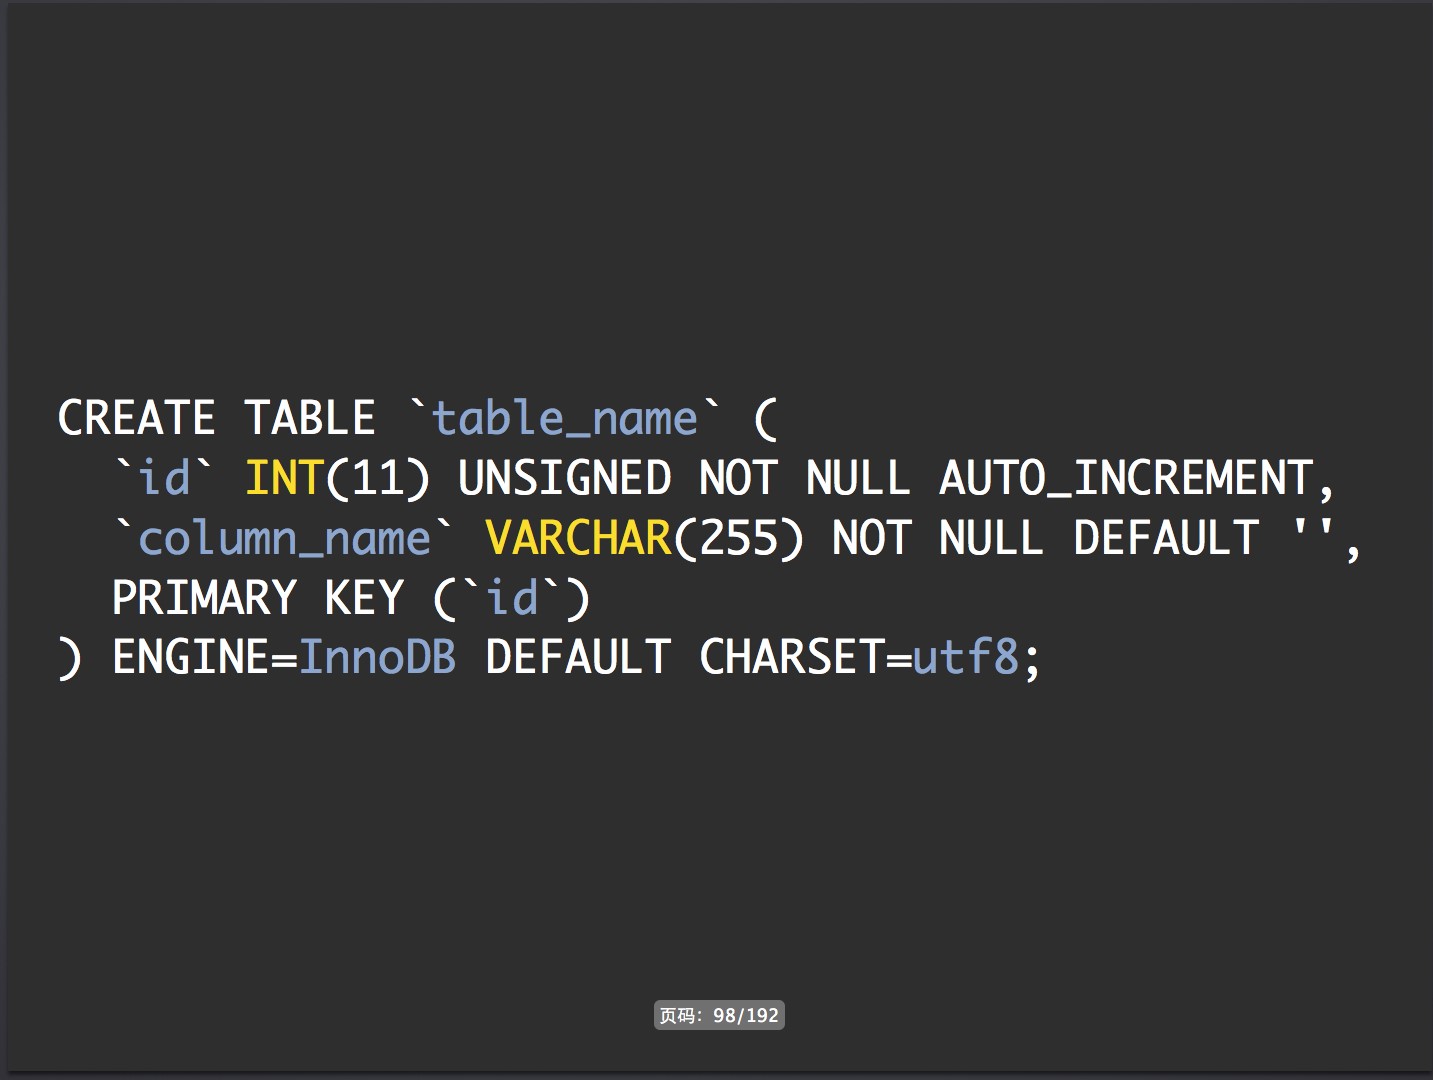 CREATE TABLE `table_name` (
  `id` INT(11) UNSIGNED NOT NULL AUTO_INCREMENT,
  `column_name` VARCHAR(255) NOT NULL DEFAULT '',
  PRIMARY KEY (`id`)
) ENGINE=InnoDB DEFAULT CHARSET=utf8;
页码：98/192